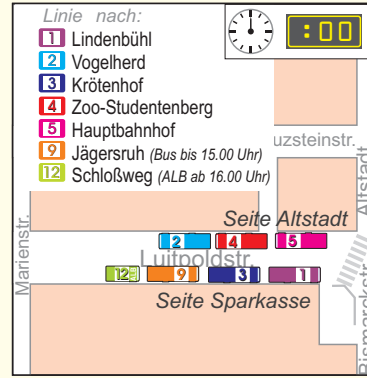 Linie nach:
1 Lindenbühl
2 Vogelherd
3 Krötenhof
4 Zoo-Studentenberg
5 Hauptbahnhof
9 Jägersruh (Bus bis 15.00 Uhr)
12 Schloßweg (ALB ab 16.00 Uhr)
:00
uzsteinstr.
Altstadt
Seite Altstadt
2 4 5
Luitpoldstr.
12 9 3 1
Seite Sparkasse
Marienstr.
Bismarckstr.